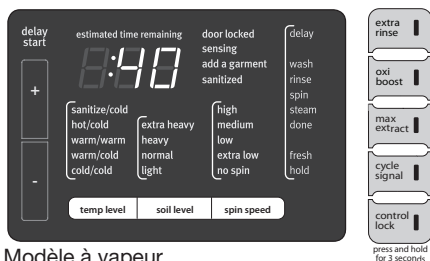 delay
start
+
-
estimated time remaining
:40
door locked
sensing
add a garment
sanitized
sanitize/cold
hot/cold
warm/warm
warm/cold
cold/cold
extra heavy
heavy
normal
light
high
medium
low
extra low
no spin
delay
wash
rinse
spin
steam
done
fresh
hold
temp level
soil level
spin speed
extra
rinse
oxi
boost
max
extract
cycle
signal
control
lock
press and hold
for 3 seconds
Modèle à vapeur